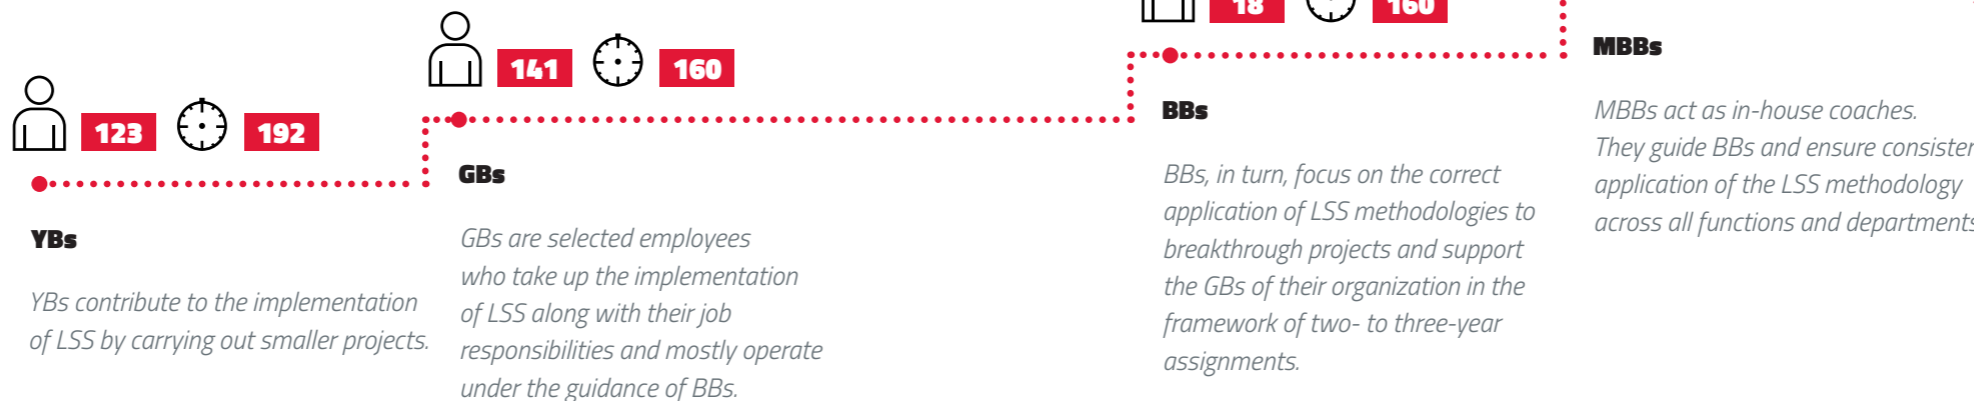 18 160
141 160
123 192
YBs
YBs contribute to the implementation
of LSS by carrying out smaller projects.
GBs
GBs are selected employees
who take up the implementation
of LSS along with their job
responsibilities and mostly operate
under the guidance of BBs.
BBs
BBs, in turn, focus on the correct
application of LSS methodologies to
breakthrough projects and support
the GBs of their organization in the
framework of two- to three-year
assignments.
MBBs
MBBs act as in-house coaches.
They guide BBs and ensure
application of the LSS methodology
across all functions and departments